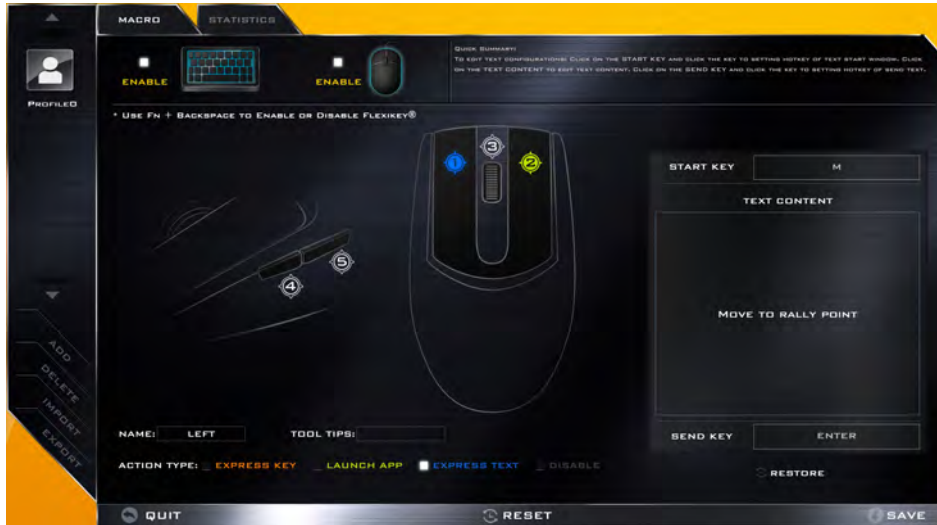 MACRO
STATISTICS
PROFILE0
ENABLE
ENABLE
QUICK SUMMARY:
TO EDIT TEXT CONFIGURATIONS: CLICK ON THE START KEY AND CLICK THE KEY TO SETTING HOTKEY OF TEXT START WINDOW. CLICK
ON THE TEXT CONTENT TO EDIT TEXT CONTENT. CLICK ON THE SEND KEY AND CLICK THE KEY TO SETTING HOTKEY OF SEND TEXT.
* USE FN + BACKSPACE TO ENABLE OR DISABLE FLEXIKEY®
1
3
2
5
4
START KEY
M
TEXT CONTENT
MOVE TO RALLY POINT
SEND KEY
ENTER
RESTORE
ADD
DELETE
IMPORT
EXPORT
NAME: LEFT
TOOL TIPS:
ACTION TYPE: EXPRESS KEY LAUNCH APP EXPRESS TEXT DISABLE
QUIT
RESET
SAVE